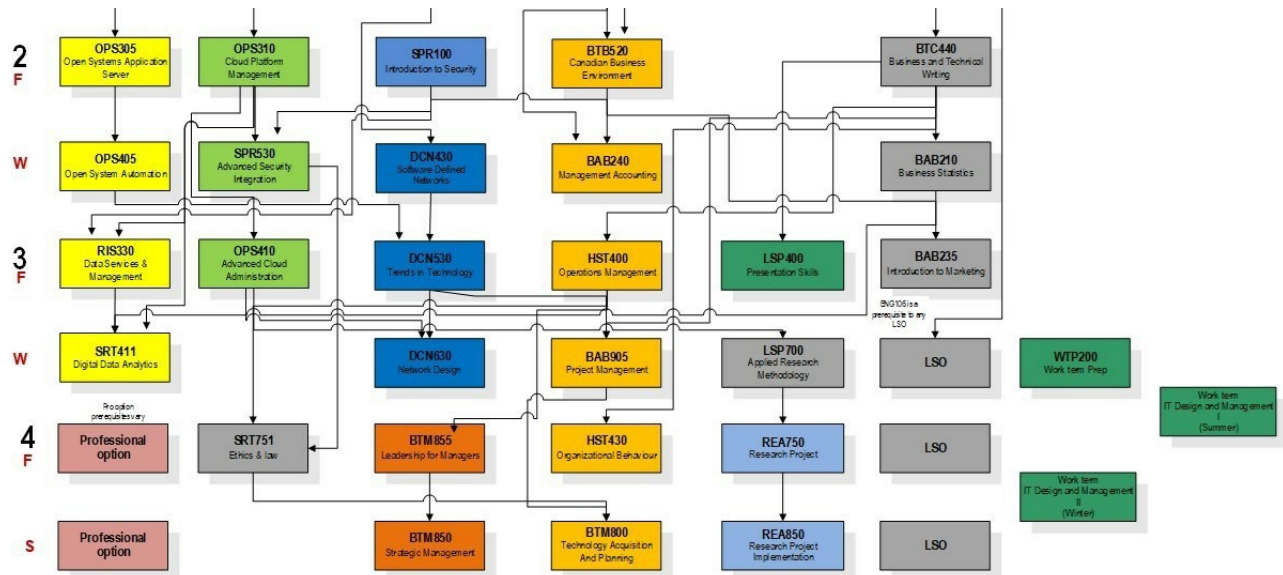 2
F
OPS305
Open Systems Application
Server
OPS310
Cloud Platform
Management
SPR100
Introduction to Security
BTB520
Canadian Business
Environment
BTC440
Business and Technical
Writing
W
OPS405
Open System Automation
SPR530
Advanced Security
Integration
DCN430
Software Defined
Networks
BAB240
Management Accounting
BAB210
Business Statistics
3
F
RIS330
Data Services &
Management
OPS410
Advanced Cloud
Administration
DCN530
Trends in Technology
HST400
Operations Management
LSP400
Presentation Skills
BAB235
Introduction to Marketing
ENG106 is a
prerequisite to any
LSO
W
SRT411
Digital Data Analytics
DCN630
Network Design
BAB905
Project Management
LSP700
Applied Research
Methodology
LSO
WTP200
Work term Prep
Pro option
prerequisites vary
Work term
IT Design and Management
I
(Summer)
4
F
Professional
option
SRT751
Ethics & law
BTM855
Leadership for Managers
HST430
Organizational Behaviour
REA750
Research Project
LSO
Work term
IT Design and Management
II
(Winter)
S
Professional
option
BTM850
Strategic Management
BTM800
Technology Acquisition
And Planning
REA850
Research Project
Implementation
LSO